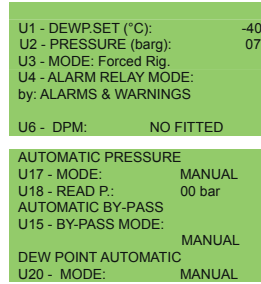 U1 - DEWP.SET (°C): -40
U2 - PRESSURE (barg): 07
U3 - MODE: Forced Rig.
U4 - ALARM RELAY MODE:
by: ALARMS & WARNINGS
U6 - DPM: NO FITTED
AUTOMATIC PRESSURE
U17 - MODE: MANUAL
U18 - READ P.: 00 bar
AUTOMATIC BY-PASS
U15 - BY-PASS MODE:
MANUAL
DEW POINT AUTOMATIC
U20 - MODE: MANUAL